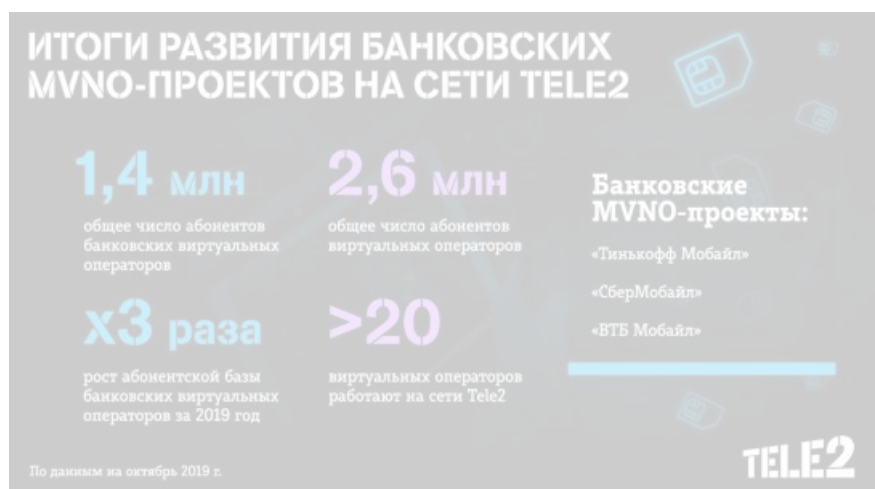 ИТОГИ РАЗВИТИЯ БАНКОВСКИХ
MVNO-ПРОЕКТОВ НА СЕТИ TELE2
1,4 млн
общее число абонентов
банковских виртуальных
операторов
2,6 млн
общее число абонентов
виртуальных операторов
х3 раза
рост абонентской базы
банковских виртуальных
операторов за 2019 год
>20
виртуальных операторов
работают на сети Tele2
Банковские
MVNO-проекты:
«Тинькофф Мобайл»
«СберМобайл»
«ВТБ Мобайл»
По данным на октябрь 2019 г.
TELE2